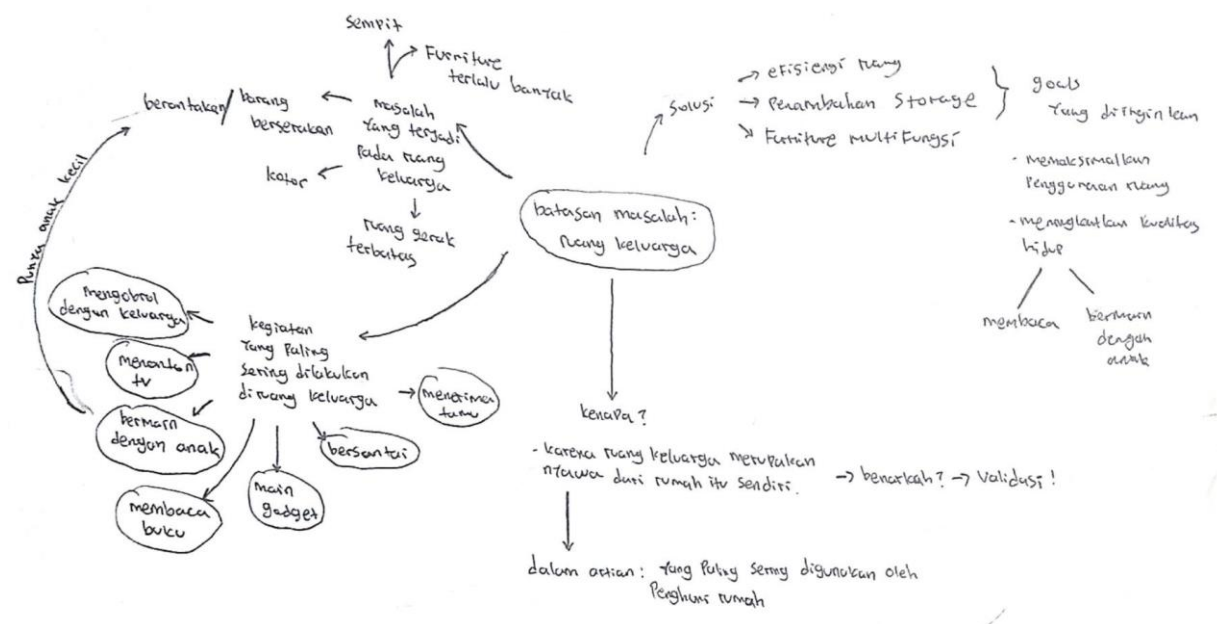 Sempit
Furniture
terlalu banyak
berantakan/barang
berserakan
masalah
Yang terjadi
Pada ruang
keluarga
kotor
ruang gerak
terbatas
Punya anak kecil
Solusi
efisiensi ruang
Penambahan Storage
Furniture multifungsi
goals
Yang diinginkan
- memaksimalkan
Penggunaan ruang
- meningkatkan kualitas
hidup
membaca
bermain
dengan
anak
batasan masalah:
ruang keluarga
mengobrol
dengan keluarga
menonton
tv
bermain
dengan anak
membaca
buku
main
gadget
bersantai
menerima
tamu
kegiatan
Yang Paling
Sering dilakukan
di ruang keluarga
kenapa?
- karena ruang keluarga merupakan
nyawa dari rumah itu sendiri.
→ benarkah? → Validasi!
dalam artian: Yang Paling Sering digunakan oleh
Penghuni rumah